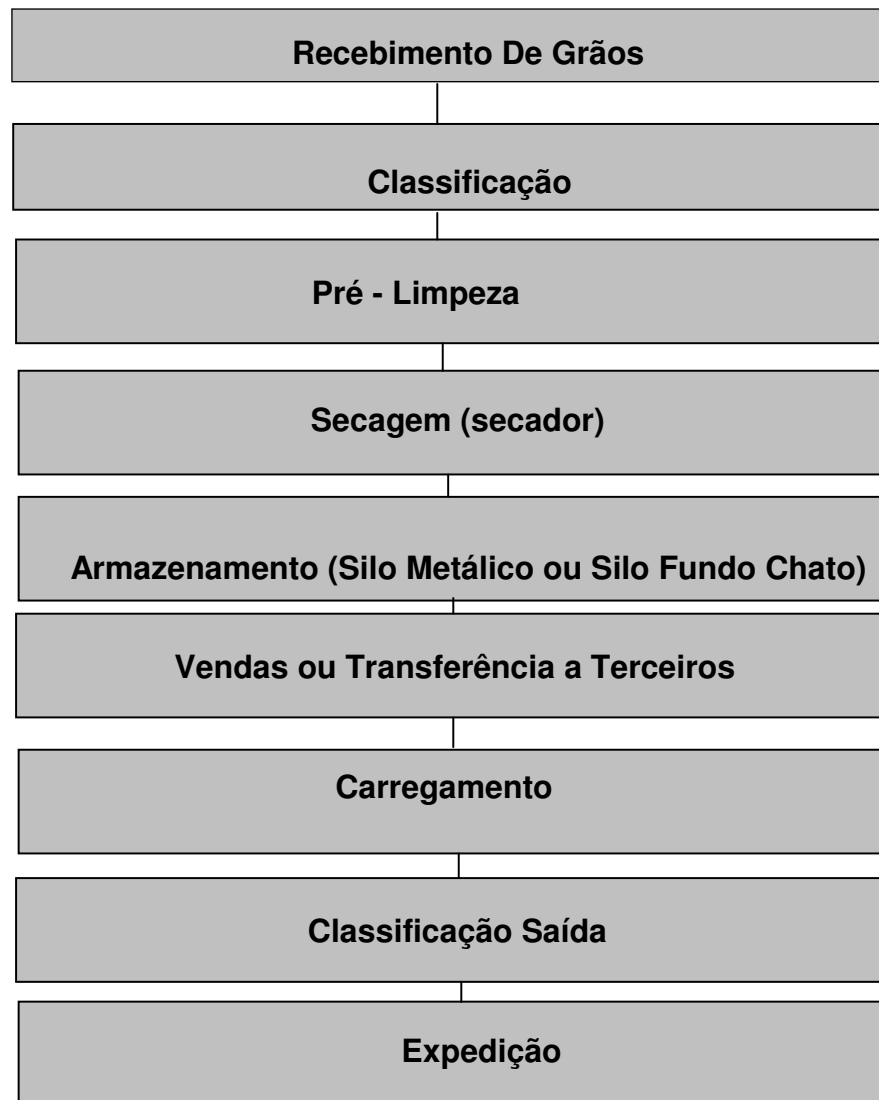 Recebimento De Grãos
Classificação
Pré - Limpeza
Secagem (secador)
Armazenamento (Silo Metálico ou Silo Fundo Chato)
Vendas ou Transferência a Terceiros
Carregamento
Classificação Saída
Expedição